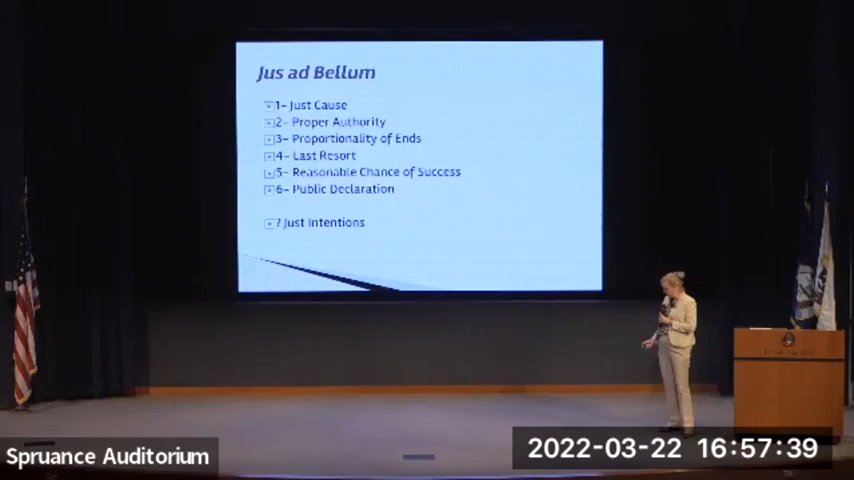 Jus ad Bellum
1- Just Cause
2- Proper Authority
3- Proportionality of Ends
4- Last Resort
5- Reasonable Chance of Success
6- Public Declaration
? Just Intentions
Spruance Auditorium
2022-03-22 16:57:39